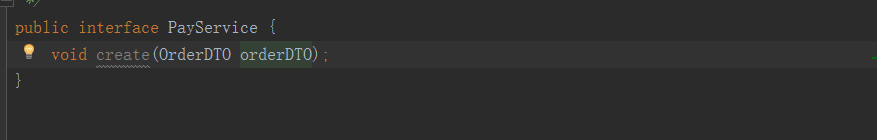 */
public interface PayService {
void create(OrderDTO orderDTO);
}